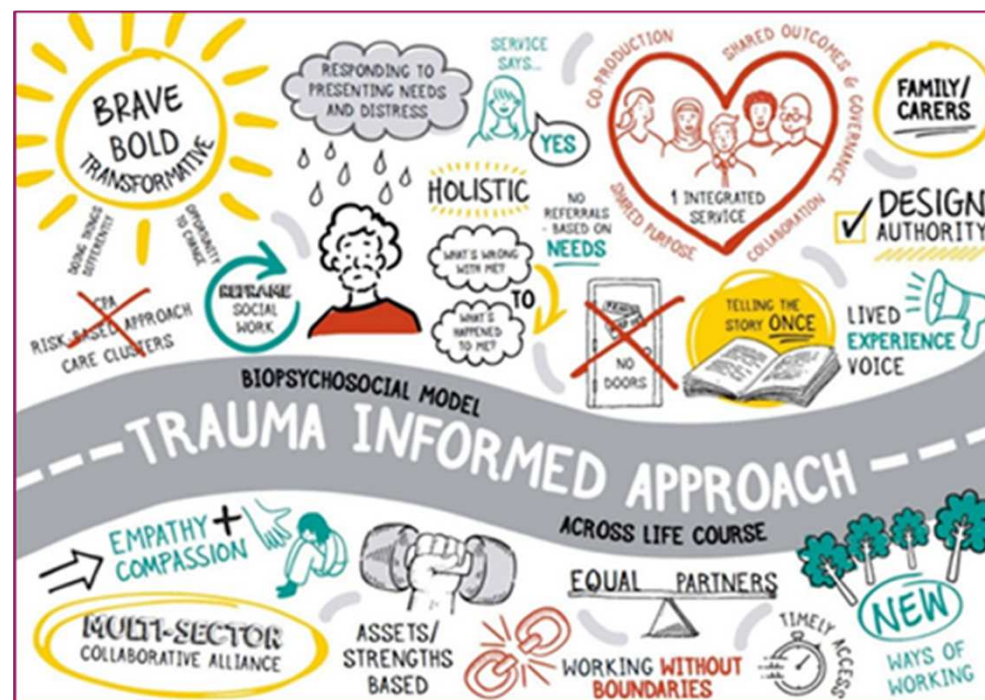 BRAVE
BOLD
TRANSFORMATIVE
DOING THINGS
DIFFERENTLY
OPPORTUNITY
TO CHANGE
RESPONDING TO
PRESENTING NEEDS
AND DISTRESS
SERVICE
SAYS...
YES
CO-PRODUCTION
SHARED OUTCOMES & GOVERNANCE
SHARED PURPOSE
COLLABORATION
1 INTEGRATED
SERVICE
FAMILY/
CARERS
HOLISTIC
NO
REFERRALS
- BASED ON
NEEDS
DESIGN
AUTHORITY
CPA
RISK BASED APPROACH
CARE CLUSTERS
REFRAME
SOCIAL
WORK
WHAT'S WRONG
WITH ME?
TO
WHAT'S
HAPPENED
TO ME?
NO
DOORS
TELLING THE
STORY ONCE
LIVED
EXPERIENCE
VOICE
BIOPSYCHOSOCIAL MODEL
TRAUMA INFORMED APPROACH
ACROSS LIFE COURSE
EMPATHY +
COMPASSION
MULTI-SECTOR
COLLABORATIVE ALLIANCE
ASSETS/
STRENGTHS
BASED
EQUAL PARTNERS
WORKING WITHOUT
BOUNDARIES
TIMELY ACCESS
NEW
WAYS OF
WORKING